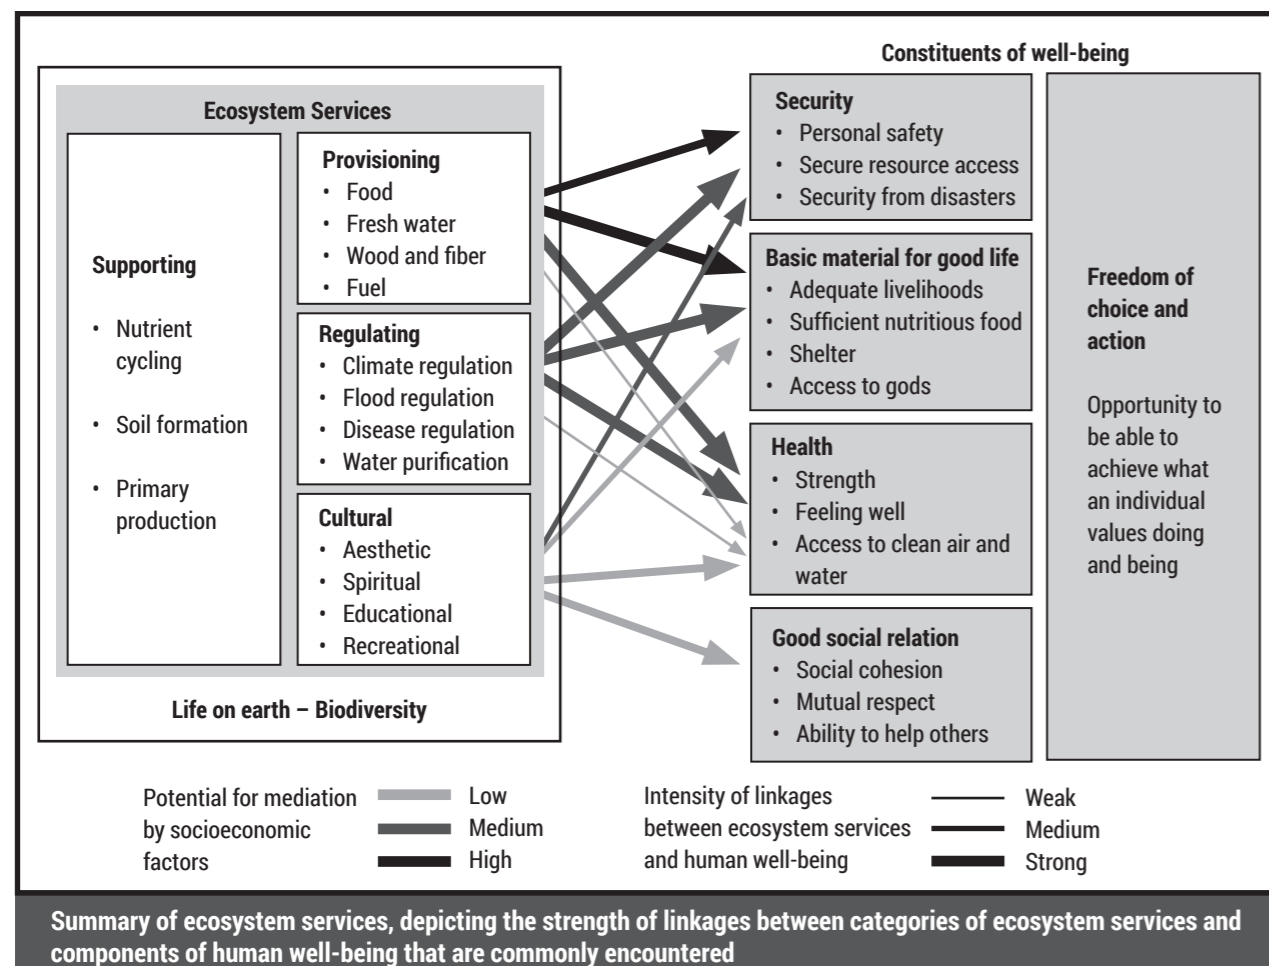 Constituents of well-being
Ecosystem Services
Supporting
• Nutrient
cycling
• Soil formation
• Primary
production
Provisioning
• Food
• Fresh water
• Wood and fiber
• Fuel
Regulating
• Climate regulation
• Flood regulation
• Disease regulation
• Water purification
Cultural
• Aesthetic
• Spiritual
• Educational
• Recreational
Life on earth – Biodiversity
Security
• Personal safety
• Secure resource access
• Security from disasters
Basic material for good life
• Adequate livelihoods
• Sufficient nutritious food
• Shelter
• Access to gods
Health
• Strength
• Feeling well
• Access to clean air and
water
Good social relation
• Social cohesion
• Mutual respect
• Ability to help others
Freedom of
choice and
action
Opportunity to
be able to
achieve what
an individual
values doing
and being
Potential for mediation
by socioeconomic
factors
Low
Medium
High
Intensity of linkages
between ecosystem services
and human well-being
Weak
Medium
Strong
Summary of ecosystem services, depicting the strength of linkages between categories of ecosystem services and
components of human well-being that are commonly encountered